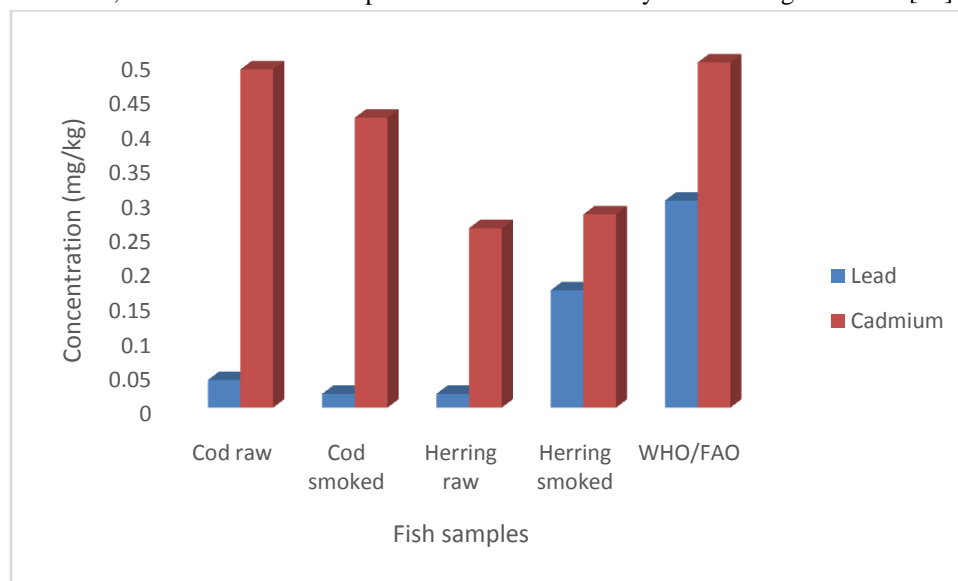 0.5
0.45
0.4
0.35
0.3
0.25
0.2
0.15
0.1
0.05
0
Concentration (mg/kg)
Cod raw
Cod smoked
Herring raw
Herring smoked
WHO/FAO
Fish samples
Lead
Cadmium